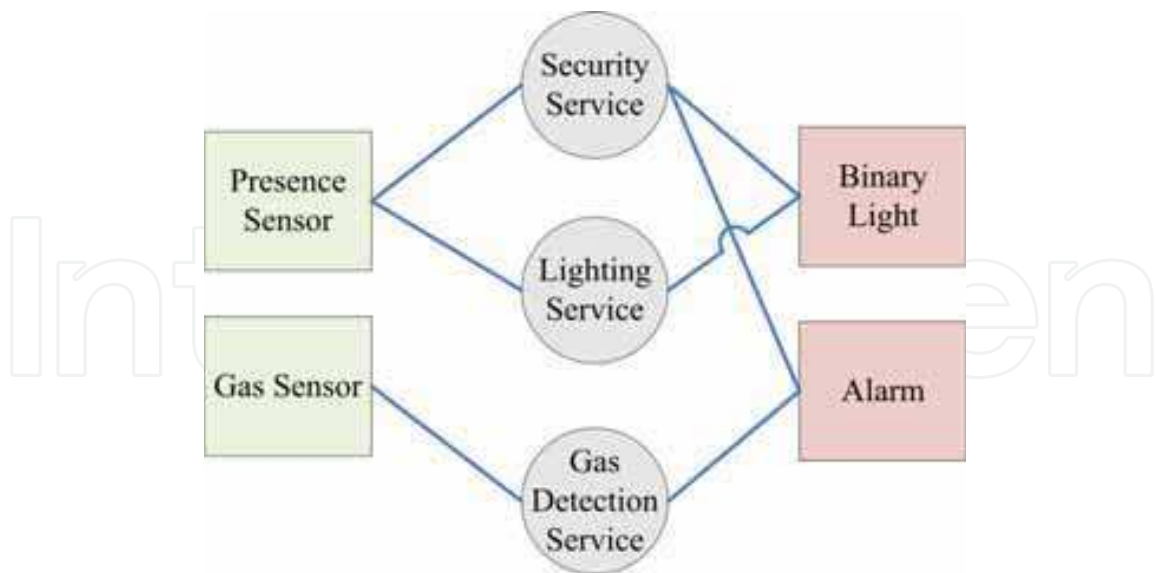 Security
Service
Presence
Sensor
Binary
Light
Lighting
Service
Gas Sensor
Alarm
Gas
Detection
Service